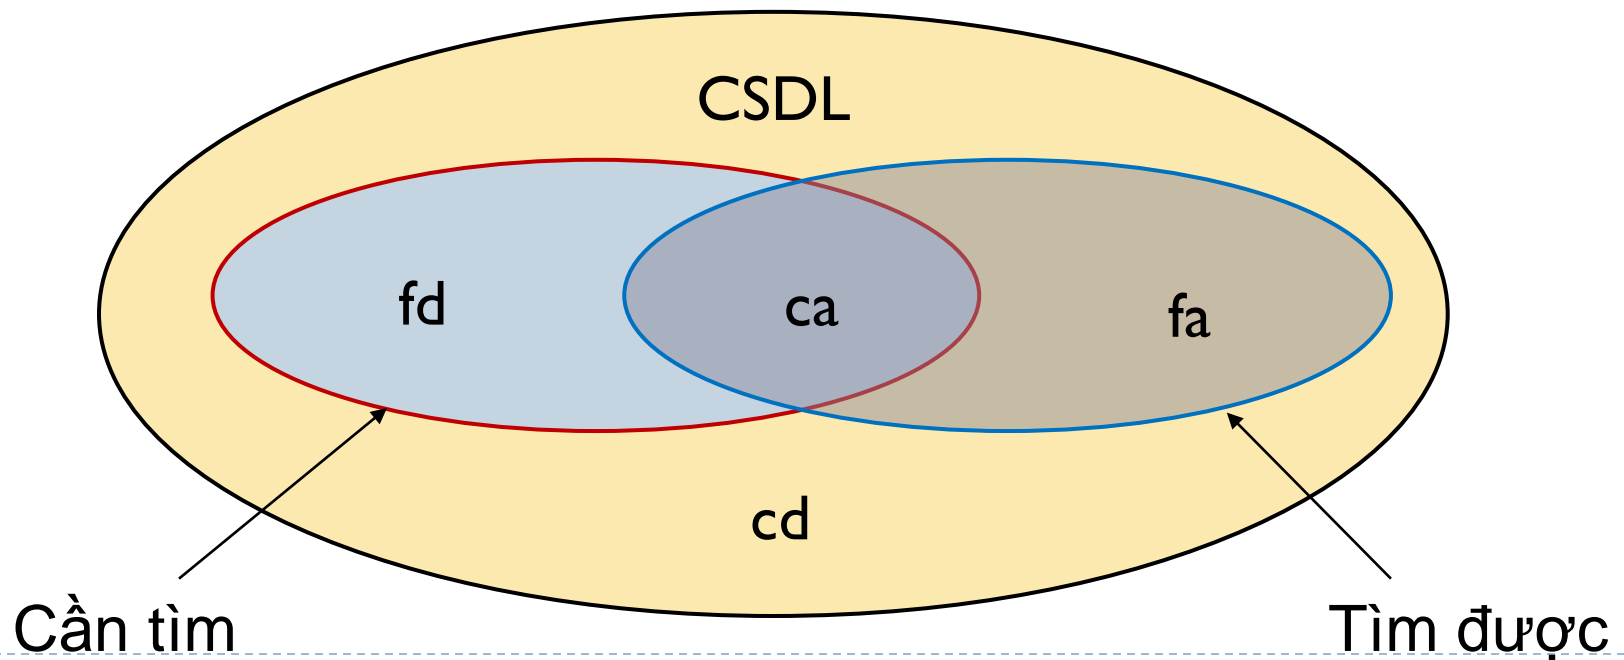 CSDL
fd
ca
fa
cd
Cần tìm
Tìm được